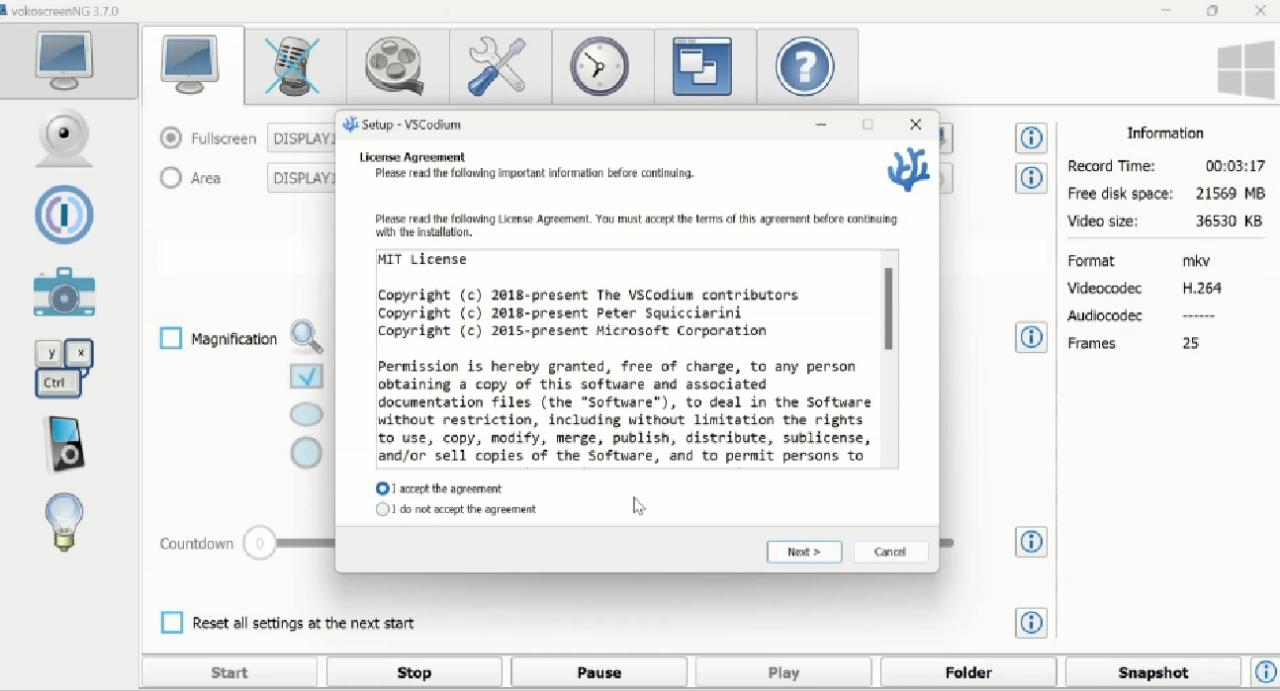 vokoscreenNG 3.7.0
Fullscreen
DISPLAY1
Area
DISPLAY1
Magnification
y
x
Ctrl
Countdown
0
Reset all settings at the next start
Setup - VSCodium
License Agreement
Please read the following important information before continuing.
Please read the following License Agreement. You must accept the terms of this agreement before continuing
with the installation.
MIT License
Copyright (c) 2018-present The VSCodium contributors
Copyright (c) 2018-present Peter Squicciarini
Copyright (c) 2015-present Microsoft Corporation
Permission is hereby granted, free of charge, to any person
obtaining a copy of this software and associated
documentation files (the "Software"), to deal in the Software
without restriction, including without limitation the rights
to use, copy, modify, merge, publish, distribute, sublicense,
and/or sell copies of the Software, and to permit persons to
I accept the agreement
I do not accept the agreement
Next >
Cancel
Information
Record Time: 00:03:17
Free disk space: 21569 MB
Video size: 36530 KB
Format mkv
Videocodec H.264
Audiocodec ------
Frames 25
Start
Stop
Pause
Play
Folder
Snapshot